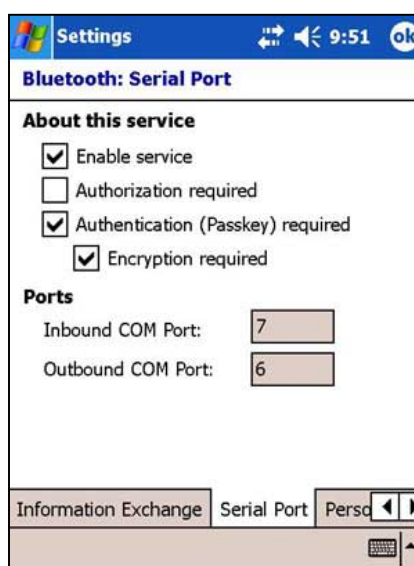 Settings 9:51 ok
Bluetooth: Serial Port
About this service
Enable service
Authorization required
Authentication (Passkey) required
Encryption required
Ports
Inbound COM Port: 7
Outbound COM Port: 6
Information Exchange Serial Port Perso